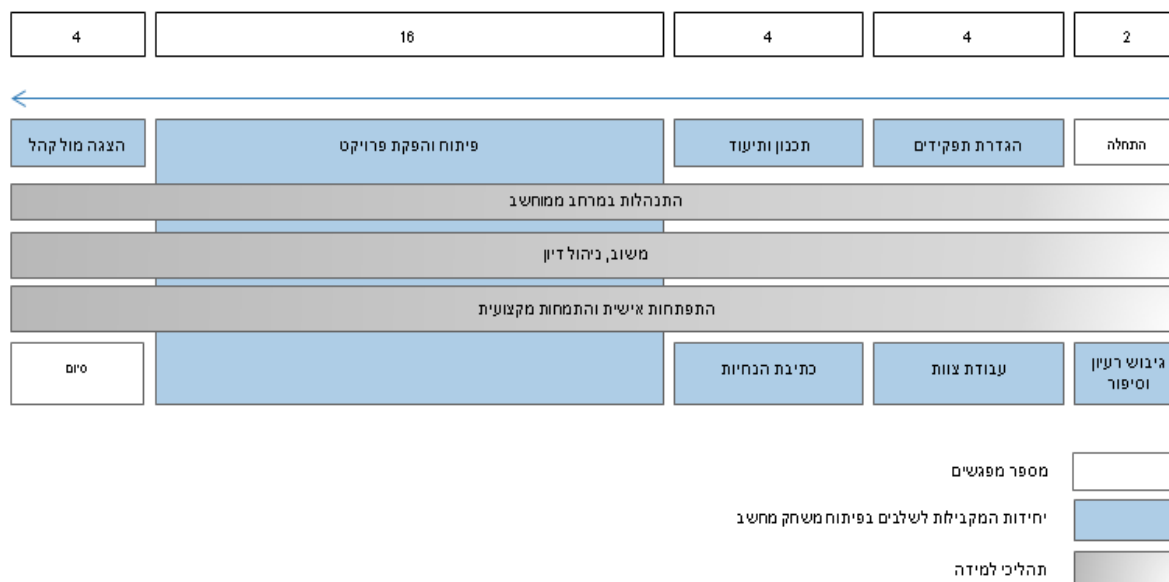 2
4
4
16
4
התחלה
הגדרת תפקידים
תכנון ותיעוד
פיתוח והפקת פרויקט
הצגה מול קהל
התנהלות במרחב ממוחשב
משוב, ניהול דיון
התפתחות אישית והתמחות מקצועית
גיבוש רעיון
וסיפור
עבודת צוות
כתיבת הנחיות
סיום
מספר מפגשים
יחידות המקבילות לשלבים בפיתוח משחק מחשב
תהליכי למידה